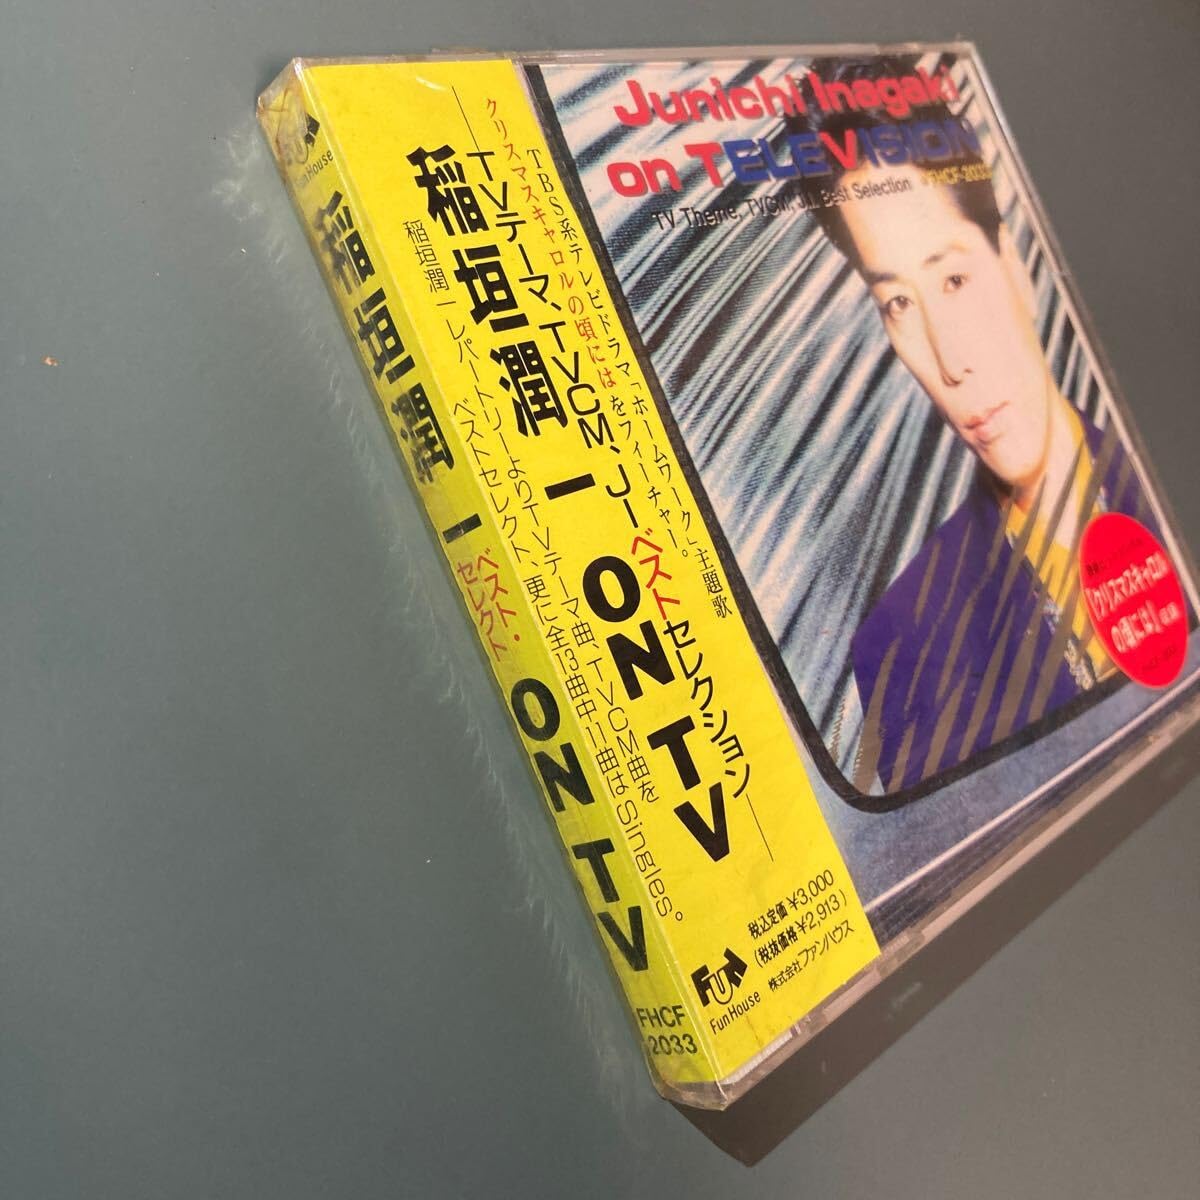 FUN
Fun House
稲垣潤一
ベスト・
セレクト
ON TV
FHCF
2033
TBS系テレビドラマ「ホームワーク」主題歌
クリスマスキャロルの頃にはをフィーチャー。
―TVテーマ、TVCM、J.I.ベストセレクション―
稲垣潤一 ON TV
稲垣潤一レパートリーよりTVテーマ曲、TVCM曲を
ベストセレクト、更に全13曲中11曲はSingles。
税込定価¥3,000
(税抜価格¥2,913)
FUN
Fun House
株式会社ファンハウス
Junichi Inagaki
on TELEVISION
TV Theme, TVCM, J.I. Best Selection
FHCF-2033
「クリスマスキャロル
の頃には」